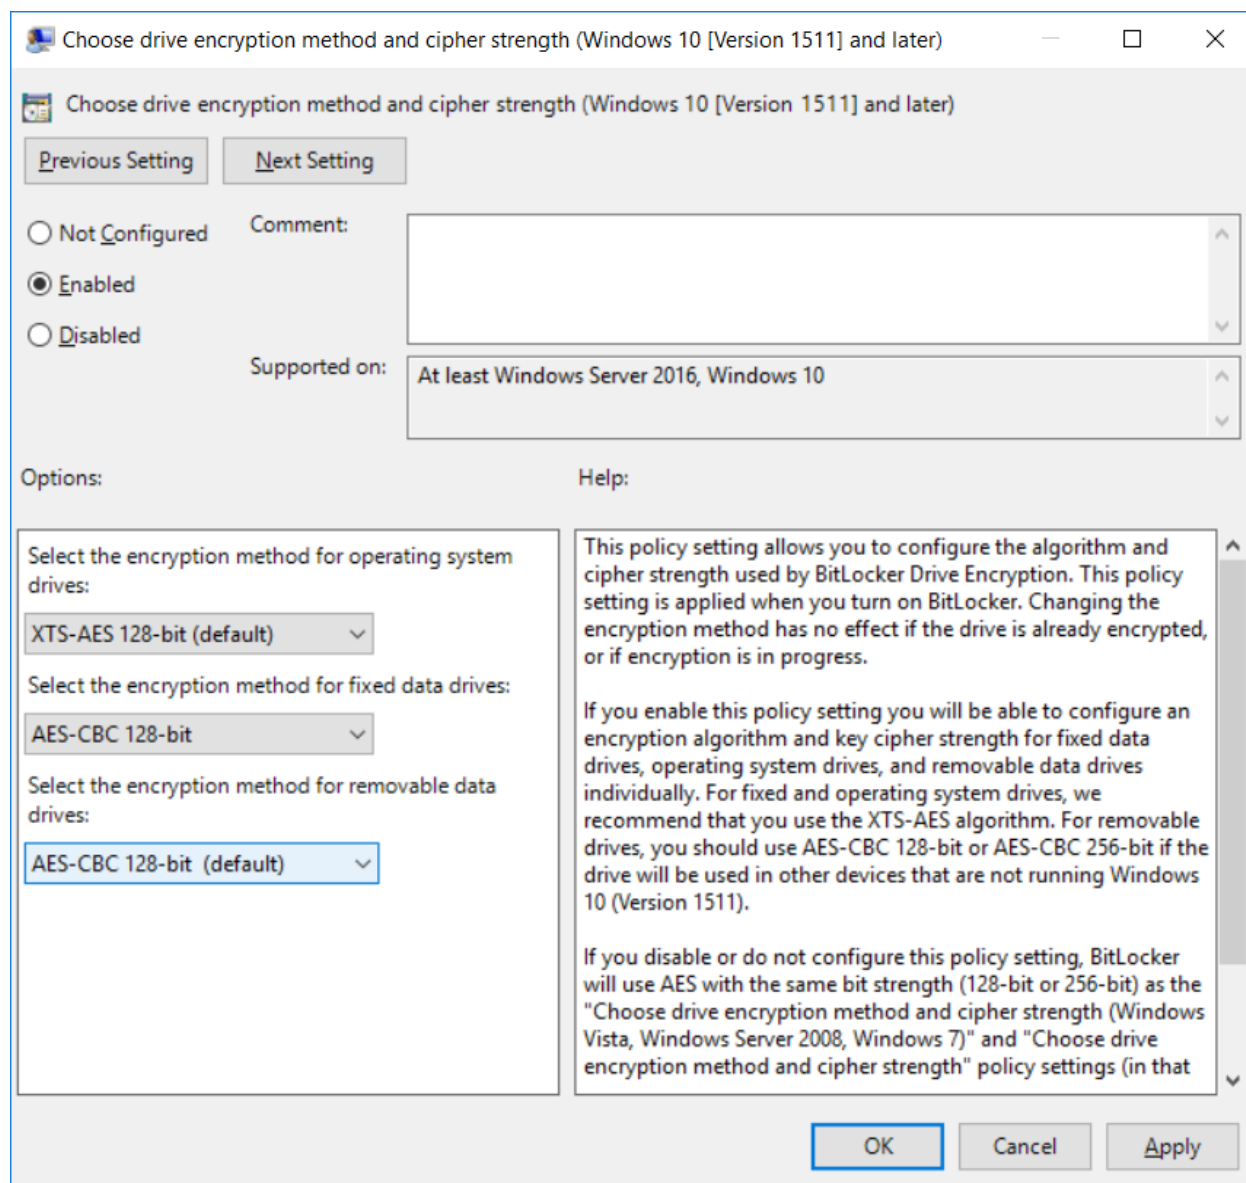 Choose drive encryption method and cipher strength (Windows 10 [Version 1511] and later)
Choose drive encryption method and cipher strength (Windows 10 [Version 1511] and later)
Previous Setting
Next Setting
Not Configured
Comment:
Enabled
Disabled
Supported on:
At least Windows Server 2016, Windows 10
Options:
Help:
Select the encryption method for operating system
drives:
XTS-AES 128-bit (default)
Select the encryption method for fixed data drives:
AES-CBC 128-bit
Select the encryption method for removable data
drives:
AES-CBC 128-bit  (default)
This policy setting allows you to configure the algorithm and
cipher strength used by BitLocker Drive Encryption. This policy
setting is applied when you turn on BitLocker. Changing the
encryption method has no effect if the drive is already encrypted,
or if encryption is in progress.
If you enable this policy setting you will be able to configure an
encryption algorithm and key cipher strength for fixed data
drives, operating system drives, and removable data drives
individually. For fixed and operating system drives, we
recommend that you use the XTS-AES algorithm. For removable
drives, you should use AES-CBC 128-bit or AES-CBC 256-bit if the
drive will be used in other devices that are not running Windows
10 (Version 1511).
If you disable or do not configure this policy setting, BitLocker
will use AES with the same bit strength (128-bit or 256-bit) as the
"Choose drive encryption method and cipher strength (Windows
Vista, Windows Server 2008, Windows 7)" and "Choose drive
encryption method and cipher strength" policy settings (in that
OK
Cancel
Apply